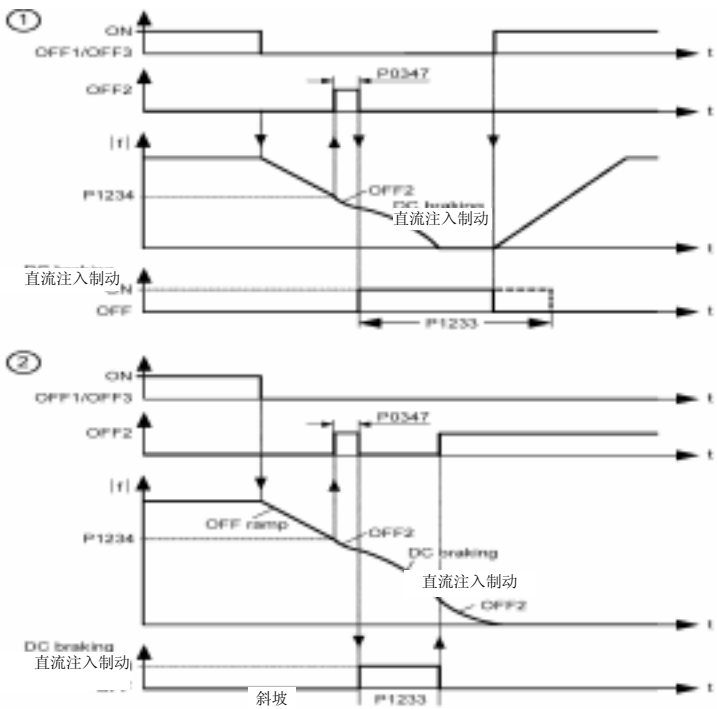 ①
ON
OFF1/OFF3
t
P0347
OFF2
t
|f|
P1234
OFF2
DC braking
直流注入制动
t
直流注入制动
ON
OFF
t
P1233
②
ON
OFF1/OFF3
t
P0347
OFF2
t
|f|
OFF ramp
P1234
OFF2
DC braking
直流注入制动
OFF2
t
DC braking
直流注入制动
t
斜坡
P1233